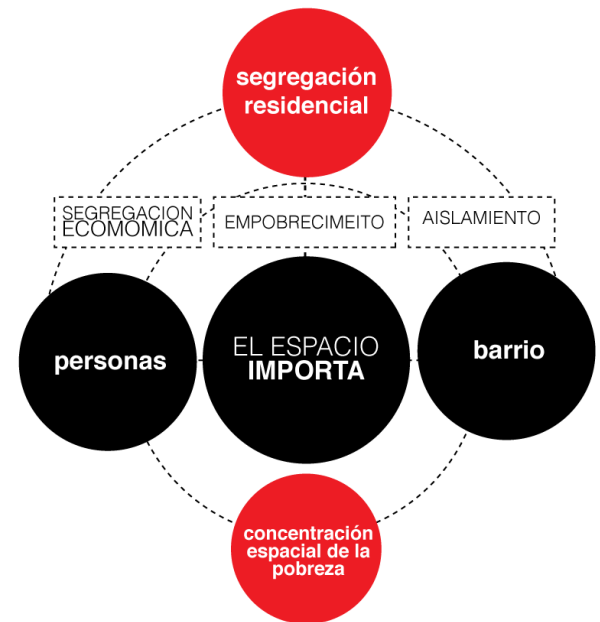 segregación
residencial
SEGREGACION
ECOMOMICA
EMPOBRECIMEITO
AISLAMIENTO
personas
EL ESPACIO
IMPORTA
barrio
concentración
espacial de la
pobreza